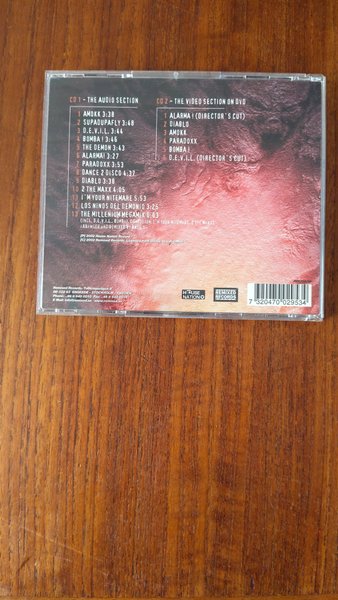 CD 1 - THE AUDIO SECTION
1 AMOKK 3:38
2 SUPADUPAFLY 3:48
3 D.E.V.I.L. 3:44
4 BOMBA! 3:46
5 THE DEMON 3:43
6 ALARMA! 3:27
7 PARADOXX 3:53
8 DANCE 2 DISCO 4:37
9 DIABLO 3:38
10 2 THE MAXX 4:05
11 I'M YOUR NITEMARE 5:53
12 LOS NINOS DEL DEMONIO 3:25
13 THE MILLENIUM MEGAMIX
CD 2 - THE VIDEO SECTION ON DVD
1 ALARMA! (DIRECTOR'S CUT)
2 DIABLO
3 AMOKK
4 PARADOXX
5 BOMBA!
6 D.E.V.I.L. (DIRECTOR'S CUT)
HOUSE
NATION
REMIXED
RECORDS
7 320470 029534